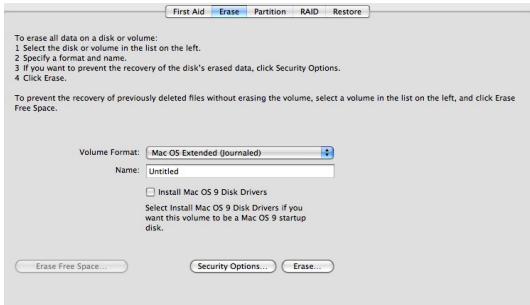 First Aid Erase Partition RAID Restore
To erase all data on a disk or volume:
1 Select the disk or volume in the list on the left.
2 Specify a format and name.
3 If you want to prevent the recovery of the disk's erased data, click Security Options.
4 Click Erase.
To prevent the recovery of previously deleted files without erasing the volume, select a volume in the list on the left, and click Erase
Free Space.
Volume Format: Mac OS Extended (Journaled)
Name: Untitled
Install Mac OS 9 Disk Drivers
Select Install Mac OS 9 Disk Drivers if you
want this volume to be a Mac OS 9 startup
disk.
Erase Free Space... Security Options... Erase...